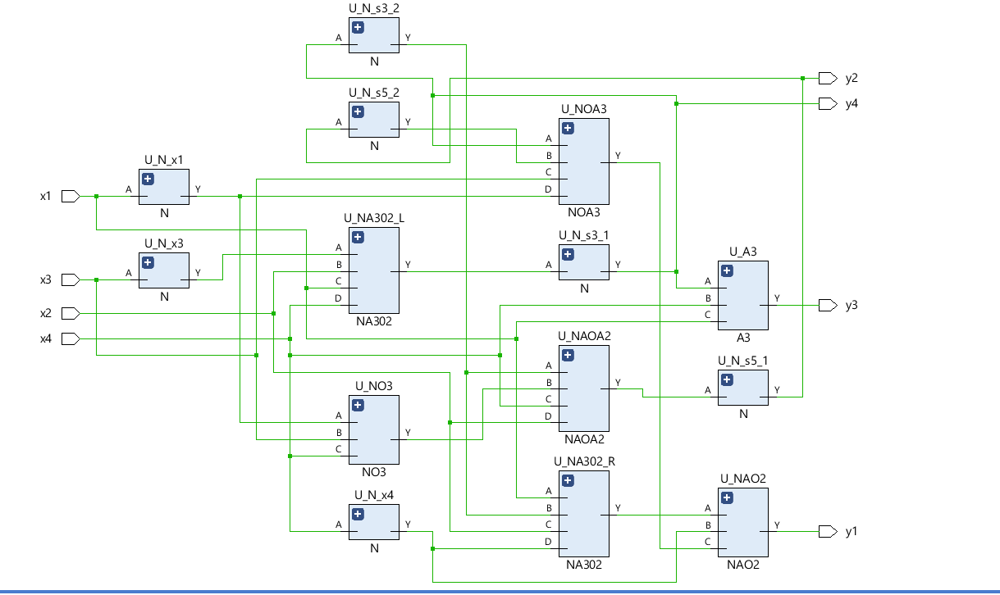 U_N_s3_2
A Y
N
y2
U_N_s5_2
y4
A Y
N
U_NOA3
A
B Y
C
D
NOA3
U_N_x1
x1 A Y
N
U_NA302_L
A
B Y
C
D
NA302
U_N_s3_1
A Y
N
U_N_x3
x3 A Y
N
x2
x4
U_A3
A
B Y y3
C
A3
U_NAOA2
A
B Y
C
D
NAOA2
U_N_s5_1
A Y
N
U_NO3
A
B Y
C
NO3
U_NA302_R
A
B Y
C
D
NA302
U_NAO2
A
B Y y1
C
NAO2
U_N_x4
A Y
N